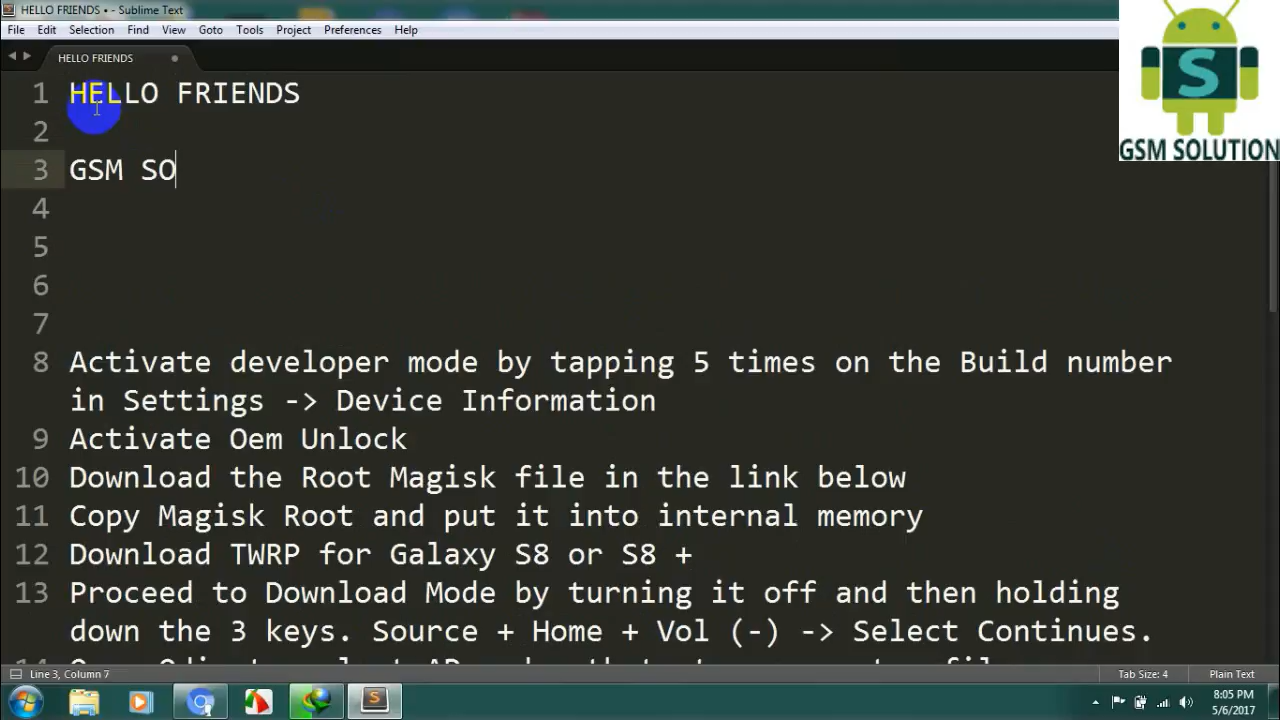 HELLO FRIENDS • - Sublime Text
File Edit Selection Find View Goto Tools Project Preferences Help
HELLO FRIENDS
S
GSM SOLUTION
1 HELLO FRIENDS
2
3 GSM SO
4
5
6
7
8 Activate developer mode by tapping 5 times on the Build number
in Settings -> Device Information
9 Activate Oem Unlock
10 Download the Root Magisk file in the link below
11 Copy Magisk Root and put it into internal memory
12 Download TWRP for Galaxy S8 or S8 +
13 Proceed to Download Mode by turning it off and then holding
down the 3 keys. Source + Home + Vol (-) -> Select Continues.
Line 3, Column 7
Tab Size: 4
Plain Text
8:05 PM
5/6/2017